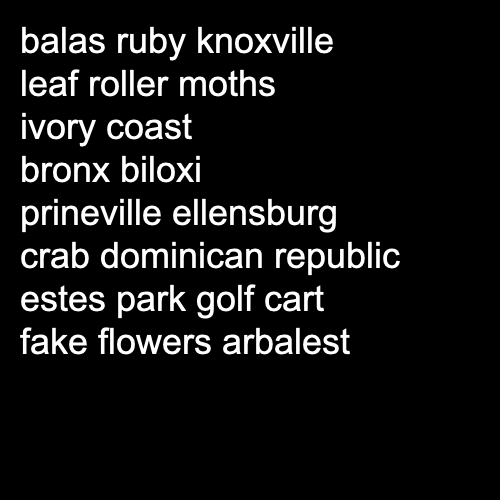 balas ruby knoxville
leaf roller moths
ivory coast
bronx biloxi
prineville ellensburg
crab dominican republic
estes park golf cart
fake flowers arbalest